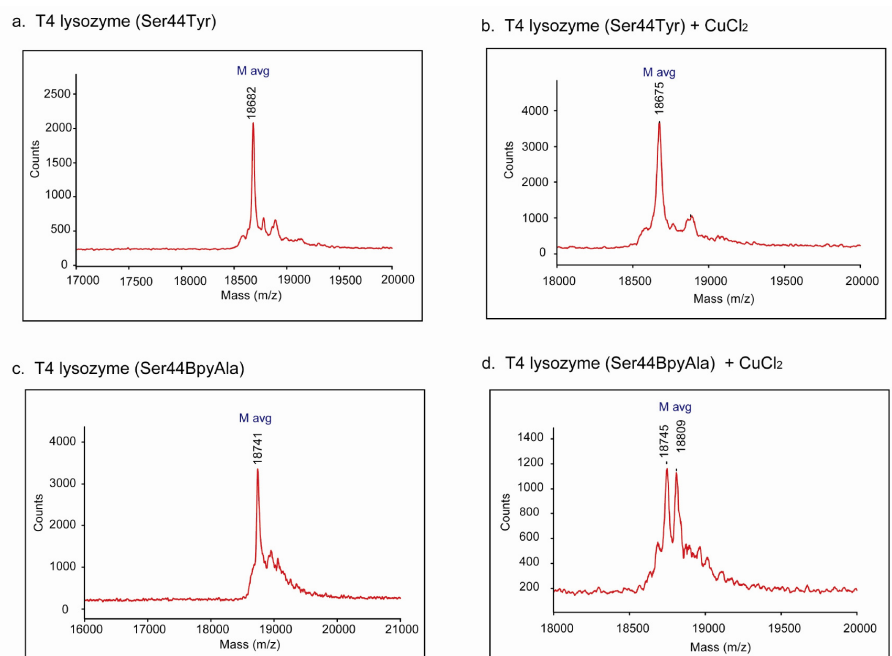 a. T4 lysozyme (Ser44Tyr)
M avg
18682
2500
2000
1500
1000
500
0
Counts
17000 17500 18000 18500 19000 19500 20000
Mass (m/z)
b. T4 lysozyme (Ser44Tyr) + CuCl₂
M avg
18675
4000
3000
2000
1000
0
Counts
18000 18500 19000 19500 20000
Mass (m/z)
c. T4 lysozyme (Ser44BpyAla)
M avg
18741
4000
3000
2000
1000
0
Counts
16000 17000 18000 19000 20000 21000
Mass (m/z)
d. T4 lysozyme (Ser44BpyAla) + CuCl₂
M avg
18745 18809
1400
1200
1000
800
600
400
200
Counts
18000 18500 19000 19500 20000
Mass (m/z)